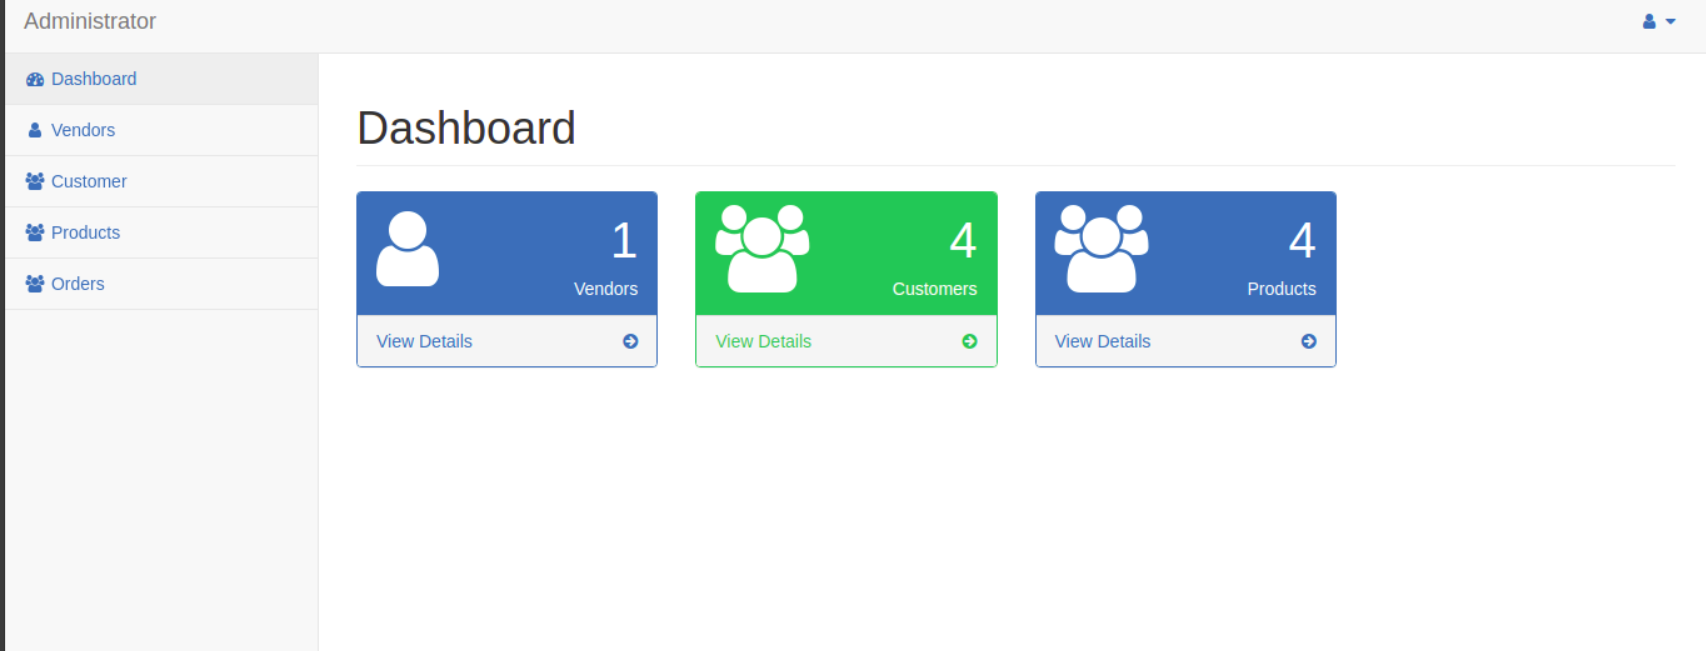 Administrator
Dashboard
Vendors
Customer
Products
Orders
Dashboard
1
Vendors
View Details
4
Customers
View Details
4
Products
View Details